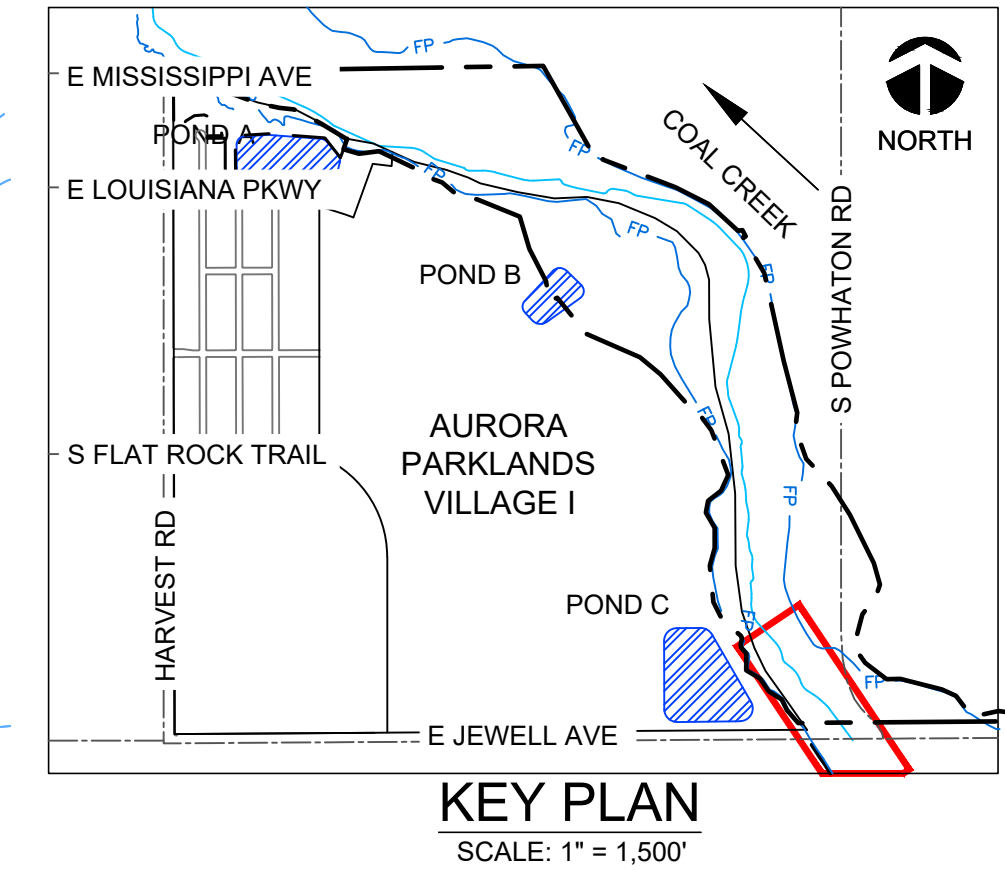 FP
E MISSISSIPPI AVE
POND A
E LOUISIANA PKWY
FP
FP
COAL CREEK
NORTH
FP
POND B
FP
S POWHATON RD
FP
AURORA
PARKLANDS
VILLAGE I
S FLAT ROCK TRAIL
FP
HARVEST RD
POND C
FP
FP
E JEWELL AVE
KEY PLAN
SCALE: 1" = 1,500'